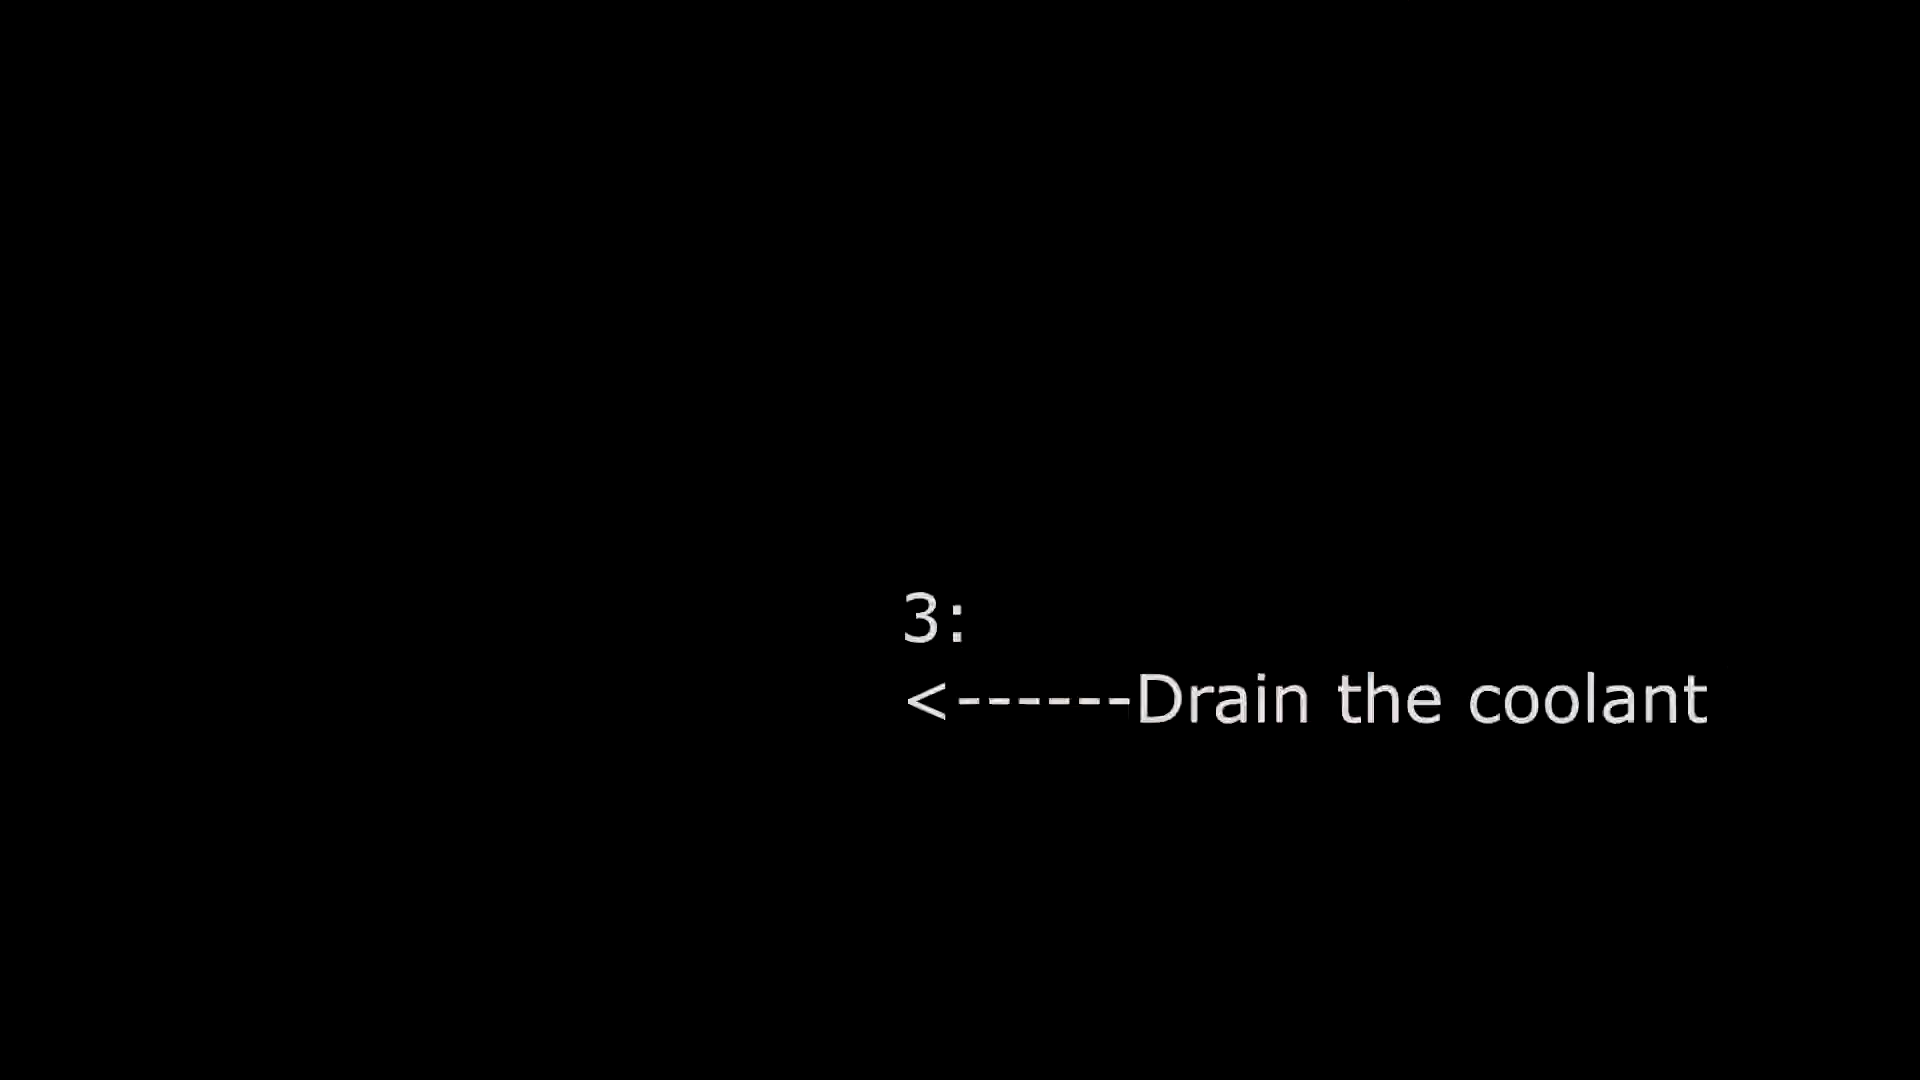 3:
<------Drain the coolant